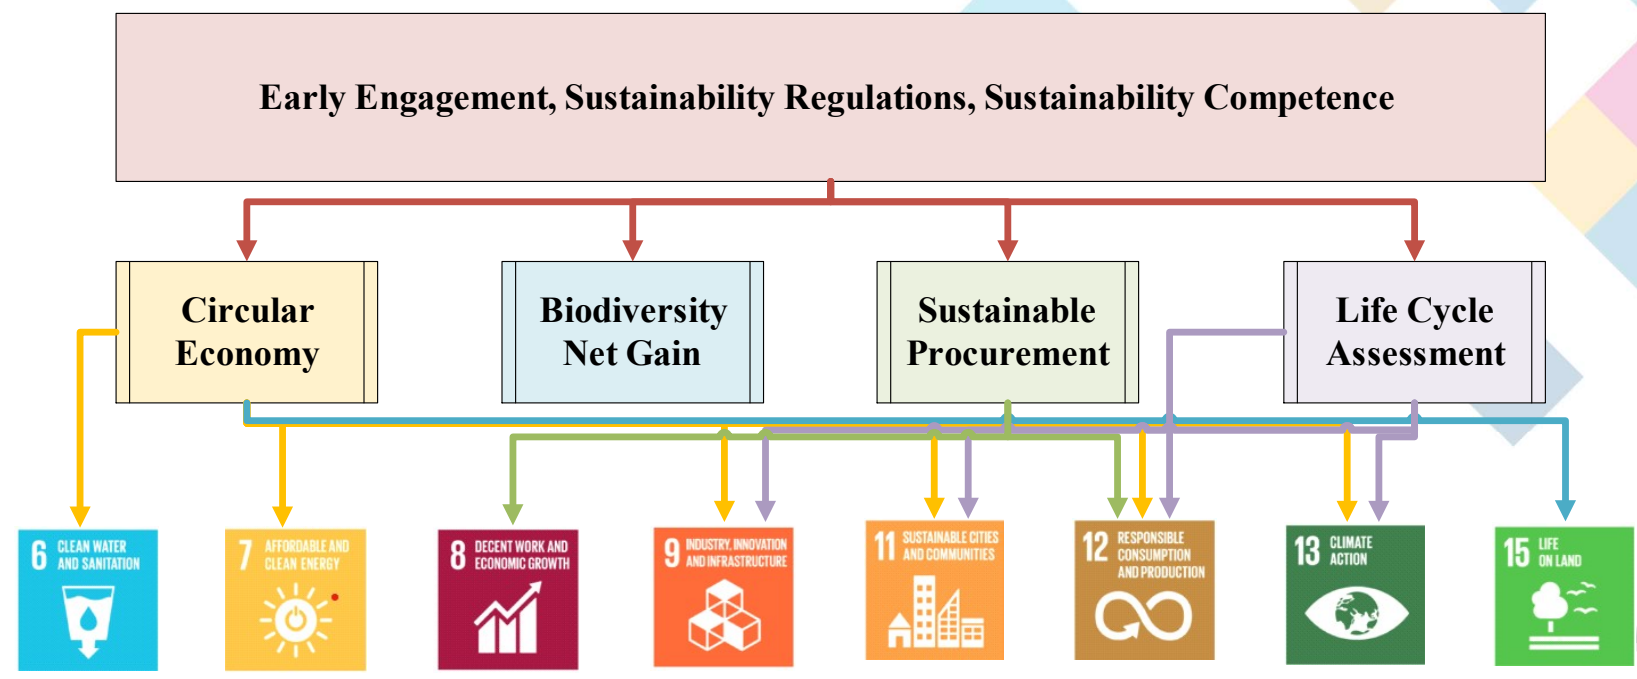 Early Engagement, Sustainability Regulations, Sustainability Competence
Circular
Economy
Biodiversity
Net Gain
Sustainable
Procurement
Life Cycle
Assessment
6 CLEAN WATER
AND SANITATION
7 AFFORDABLE AND
CLEAN ENERGY
8 DECENT WORK AND
ECONOMIC GROWTH
9 INDUSTRY, INNOVATION
AND INFRASTRUCTURE
11 SUSTAINABLE CITIES
AND COMMUNITIES
12 RESPONSIBLE
CONSUMPTION
AND PRODUCTION
13 CLIMATE
ACTION
15 LIFE
ON LAND